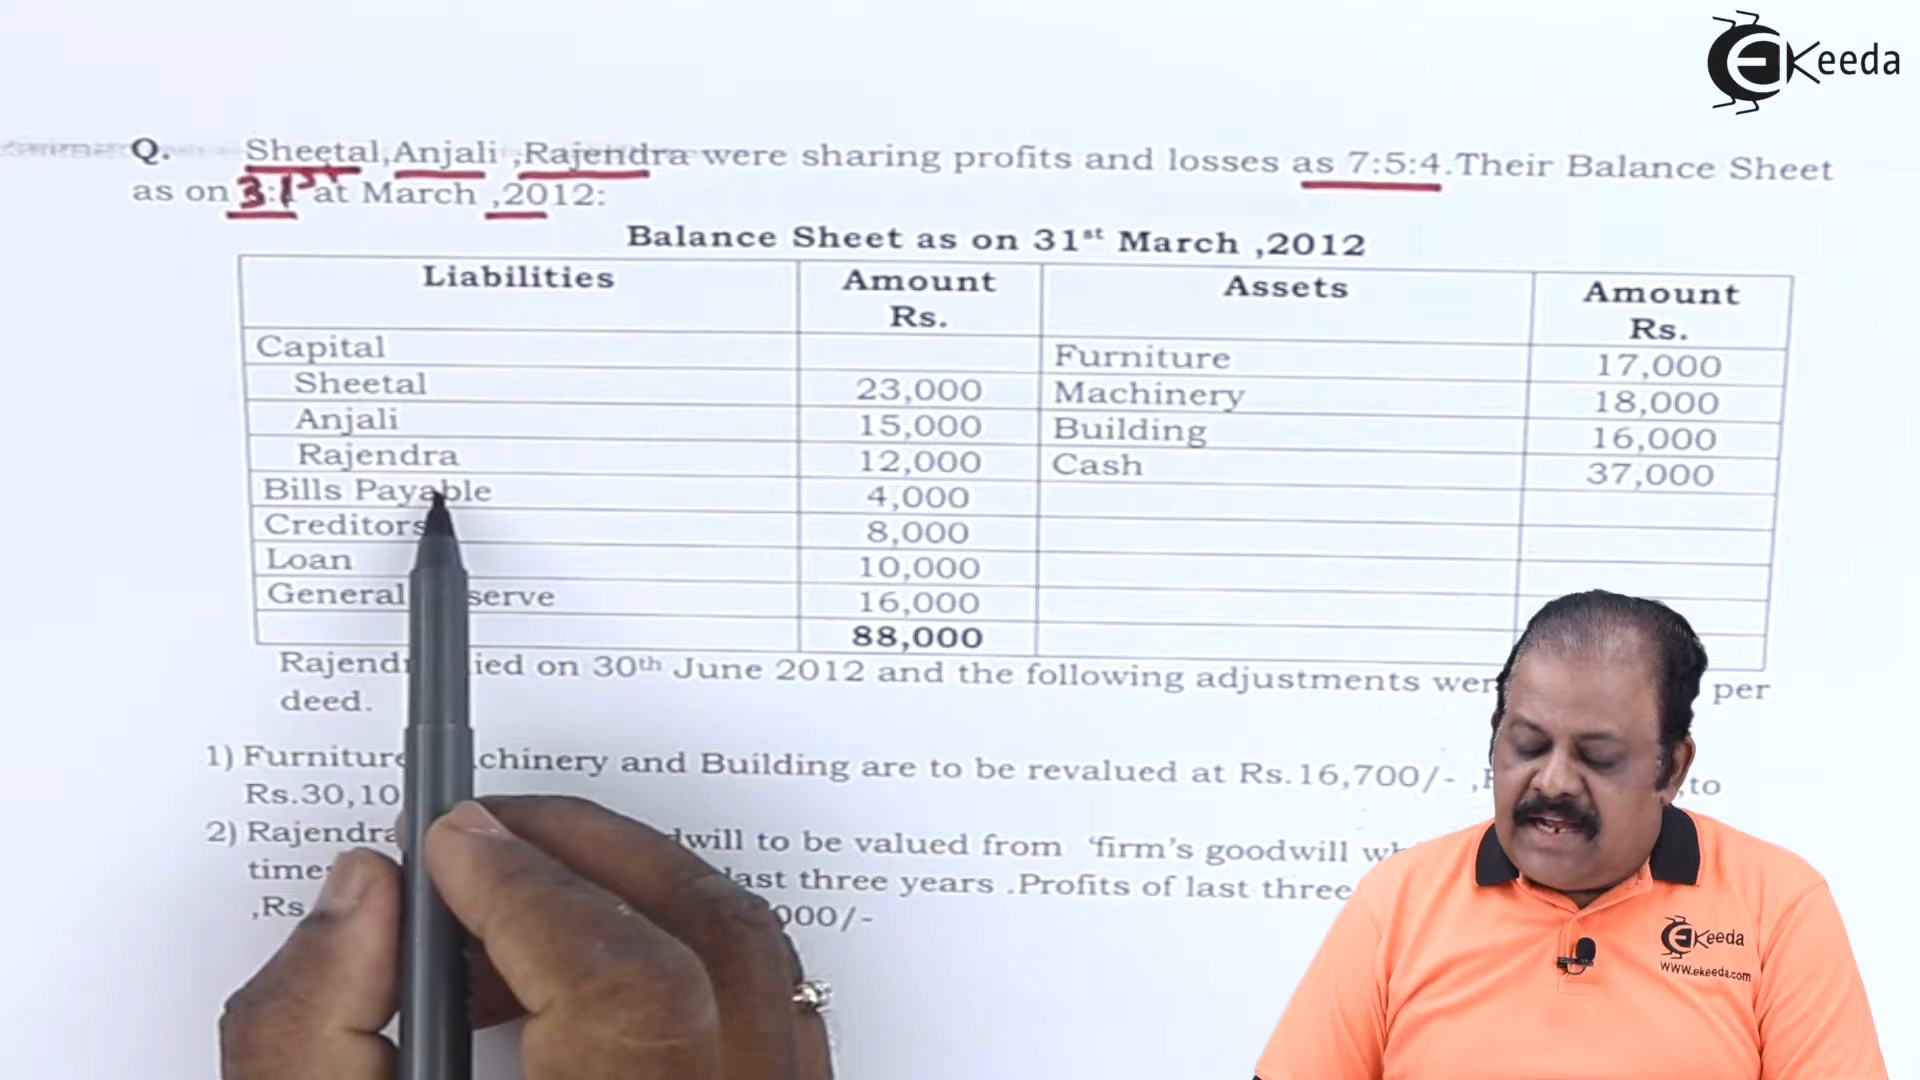 EKeeda
Q. Sheetal,Anjali ,Rajendra were sharing profits and losses as 7:5:4.Their Balance Sheet
as on 31st at March ,2012:
Balance Sheet as on 31st March ,2012
Liabilities Amount Rs. Assets Amount Rs.
Capital Furniture 17,000
Sheetal 23,000 Machinery 18,000
Anjali 15,000 Building 16,000
Rajendra 12,000 Cash 37,000
Bills Payable 4,000
Creditors 8,000
Loan 10,000
General serve 16,000
88,000
Rajend ied on 30th June 2012 and the following adjustments wer per
deed.
1) Furniture chinery and Building are to be revalued at Rs.16,700/- , ,to
Rs.30,10
2) Rajendra dwill to be valued from ‘firm’s goodwill wh
times last three years .Profits of last three
,Rs 000/-
EKeeda
WWW.ekeeda.com